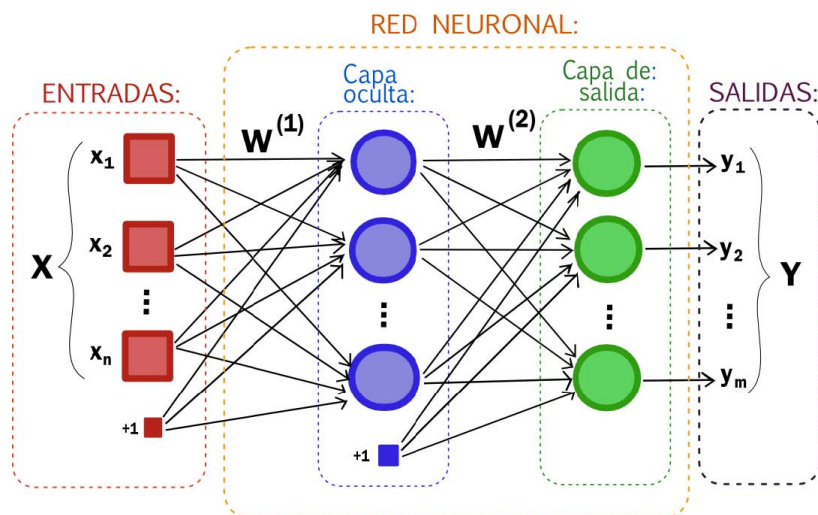 RED NEURONAL:
Capa
oculta:
Capa de:
salida:
ENTRADAS:
SALIDAS:
W(1)
W(2)
x1
y1
x2
y2
X
Y
⋮
⋮
⋮
⋮
xn
ym
+1
+1